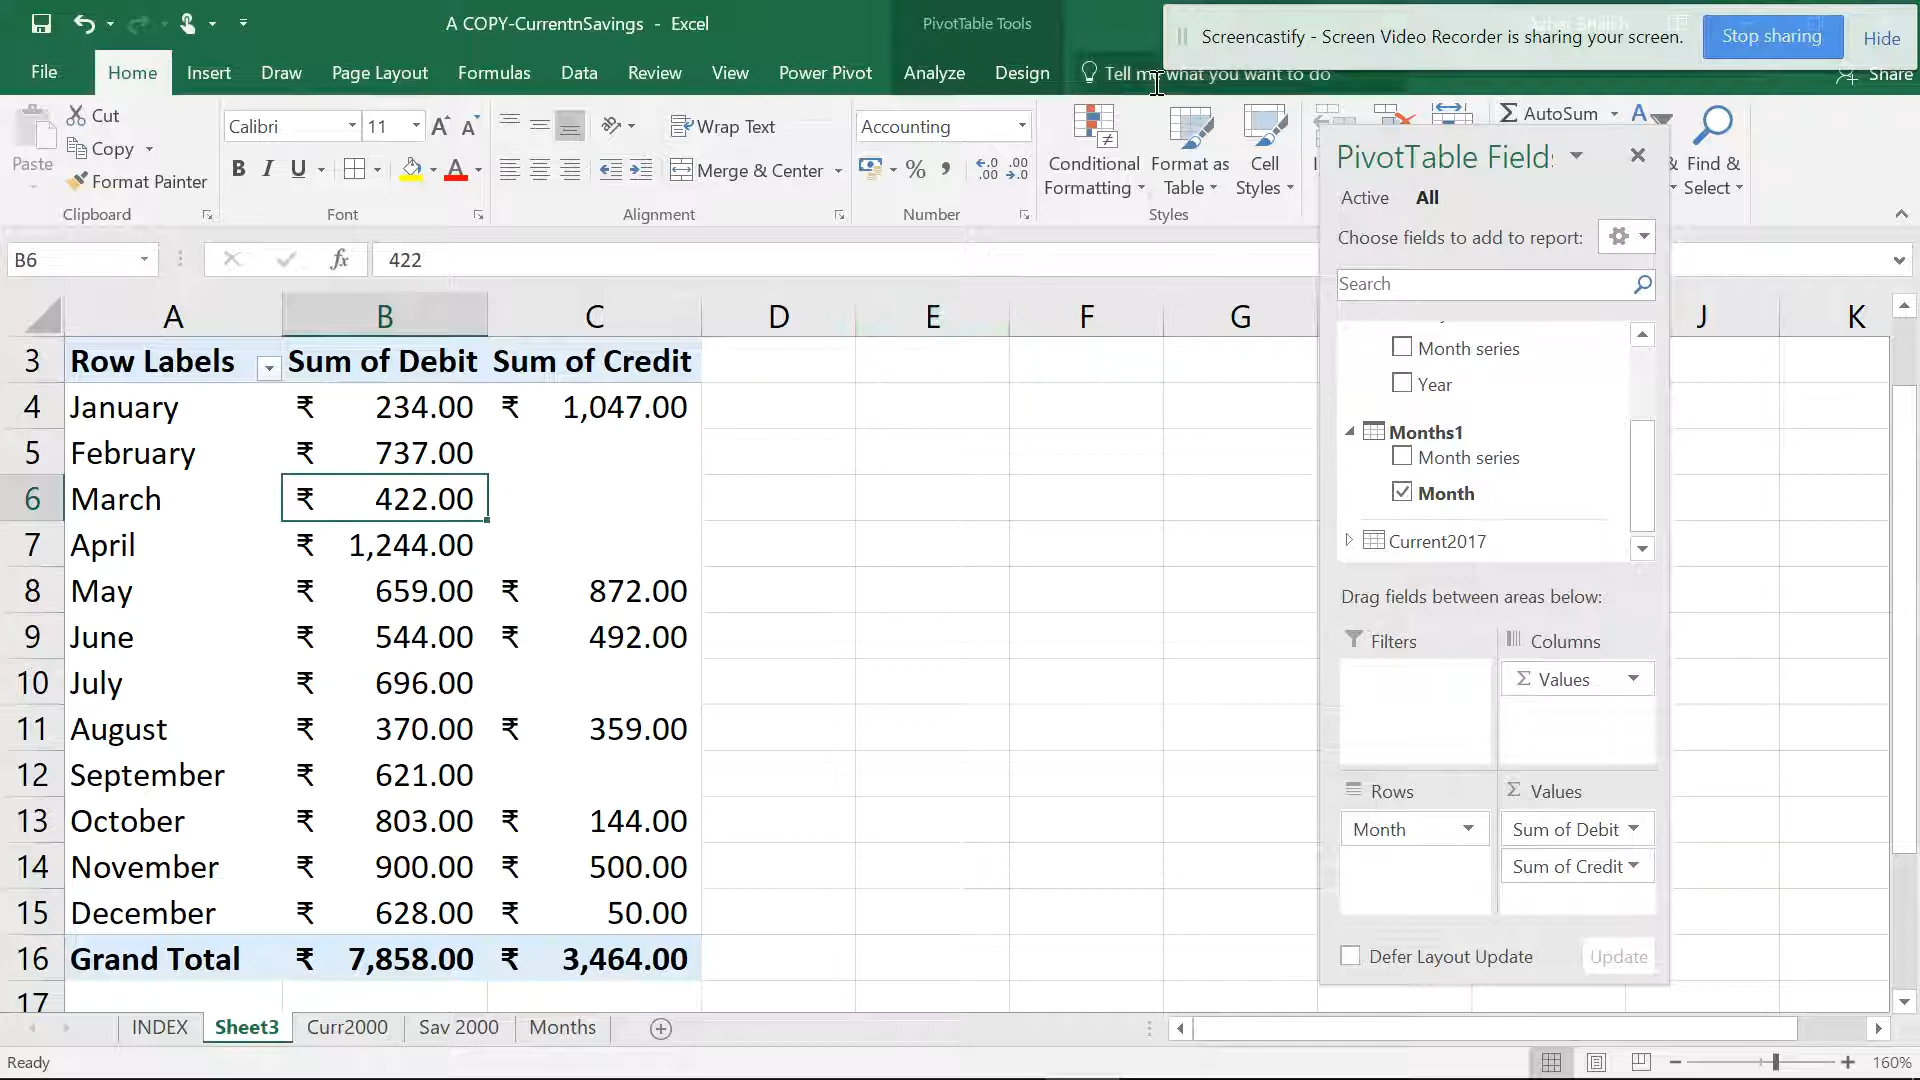 A COPY-CurrentnSavings - Excel
PivotTable Tools
Screencastify - Screen Video Recorder is sharing your screen.
Stop sharing
Hide
File
Home
Insert
Draw
Page Layout
Formulas
Data
Review
View
Power Pivot
Analyze
Design
Tell me what you want to do
Share
Paste
Cut
Copy
Format Painter
Clipboard
Calibri
11
B I U
Font
Wrap Text
Merge & Center
Alignment
Accounting
%
Number
Conditional Formatting
Format as Table
Cell Styles
Styles
AutoSum
Find & Select
B6
fx
422
A B C D E F G J K
3 Row Labels Sum of Debit Sum of Credit
4 January ₹ 234.00 ₹ 1,047.00
5 February ₹ 737.00
6 March ₹ 422.00
7 April ₹ 1,244.00
8 May ₹ 659.00 ₹ 872.00
9 June ₹ 544.00 ₹ 492.00
10 July ₹ 696.00
11 August ₹ 370.00 ₹ 359.00
12 September ₹ 621.00
13 October ₹ 803.00 ₹ 144.00
14 November ₹ 900.00 ₹ 500.00
15 December ₹ 628.00 ₹ 50.00
16 Grand Total ₹ 7,858.00 ₹ 3,464.00
17
PivotTable Field
Active All
Choose fields to add to report:
Search
Month series
Year
Months1
Month series
Month
Current2017
Drag fields between areas below:
Filters
Columns
Σ Values
Rows
Σ Values
Month
Sum of Debit
Sum of Credit
Defer Layout Update
Update
INDEX
Sheet3
Curr2000
Sav 2000
Months
Ready
160%